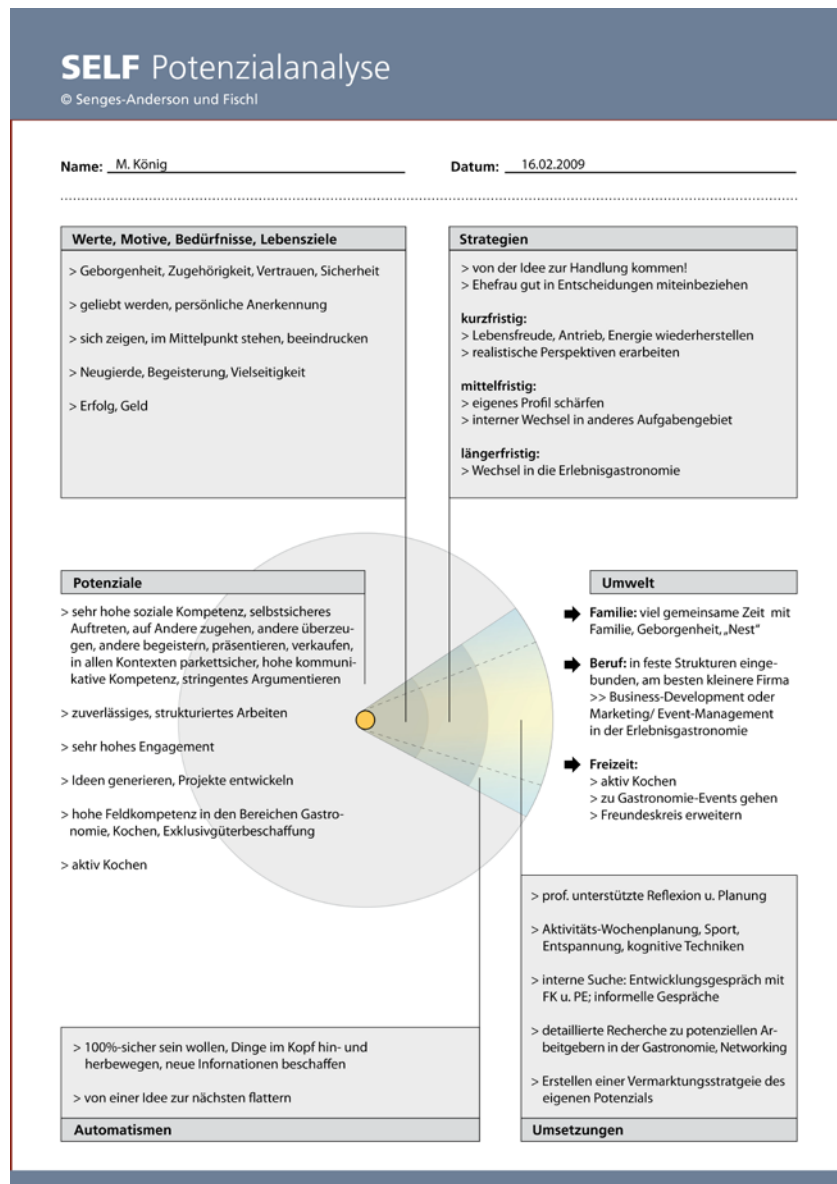 SELF Potenzialanalyse
© Senges-Anderson und Fischl
Name: M. König
Datum: 16.02.2009
Werte, Motive, Bedürfnisse, Lebensziele
> Geborgenheit, Zugehörigkeit, Vertrauen, Sicherheit
> geliebt werden, persönliche Anerkennung
> sich zeigen, im Mittelpunkt stehen, beeindrucken
> Neugierde, Begeisterung, Vielseitigkeit
> Erfolg, Geld
Strategien
> von der Idee zur Handlung kommen!
> Ehefrau gut in Entscheidungen miteinbeziehen
kurzfristig:
> Lebensfreude, Antrieb, Energie wiederherstellen
> realistische Perspektiven erarbeiten
mittelfristig:
> eigenes Profil schärfen
> interner Wechsel in anderes Aufgabengebiet
längerfristig:
> Wechsel in die Erlebnisgastronomie
Potenziale
> sehr hohe soziale Kompetenz, selbstsicheres
Auftreten, auf Andere zugehen, andere überzeu-
gen, andere begeistern, präsentieren, verkaufen,
in allen Kontexten parkettsicher, hohe kommuni-
kative Kompetenz, stringentes Argumentieren
> zuverlässiges, strukturiertes Arbeiten
> sehr hohes Engagement
> Ideen generieren, Projekte entwickeln
> hohe Feldkompetenz in den Bereichen Gastro-
nomie, Kochen, Exklusivgüterbeschaffung
> aktiv Kochen
Umwelt
Familie: viel gemeinsame Zeit mit
Familie, Geborgenheit, „Nest"
Beruf: in feste Strukturen einge-
bunden, am besten kleinere Firma
>> Business-Development oder
Marketing/ Event-Management
in der Erlebnisgastronomie
Freizeit:
> aktiv Kochen
> zu Gastronomie-Events gehen
> Freundeskreis erweitern
> 100%-sicher sein wollen, Dinge im Kopf hin- und
herbewegen, neue Infornationen beschaffen
> von einer Idee zur nächsten flattern
Automatismen
> prof. unterstützte Reflexion u. Planung
> Aktivitäts-Wochenplanung, Sport,
Entspannung, kognitive Techniken
> interne Suche: Entwicklungsgespräch mit
FK u. PE; informelle Gespräche
> detaillierte Recherche zu potenziellen Ar-
beitgebern in der Gastronomie, Networking
> Erstellen einer Vermarktungsstratgeie des
eigenen Potenzials
Umsetzungen